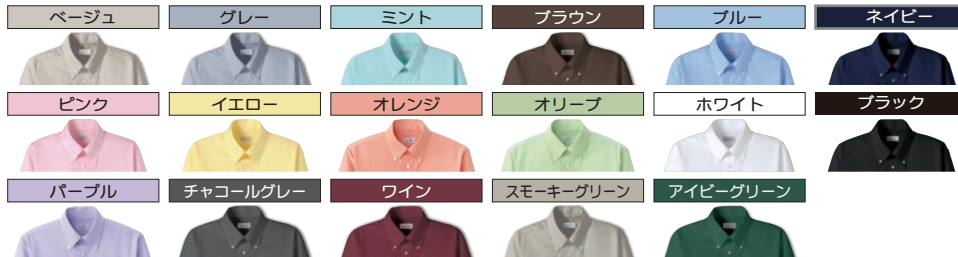 ベージュ
グレー
ミント
ブラウン
ブルー
ネイビー
ピンク
イエロー
オレンジ
オリーブ
ホワイト
ブラック
パープル
チャコールグレー
ワイン
スモーキーグリーン
アイビーグリーン